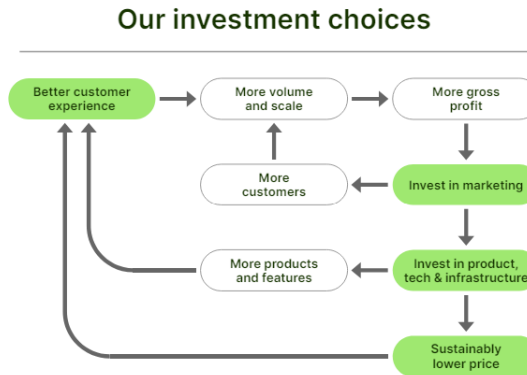 Our investment choices
Better customer
experience
More volume
and scale
More gross
profit
More
customers
Invest in marketing
More products
and features
Invest in product,
tech & infrastructure
Sustainably
lower price